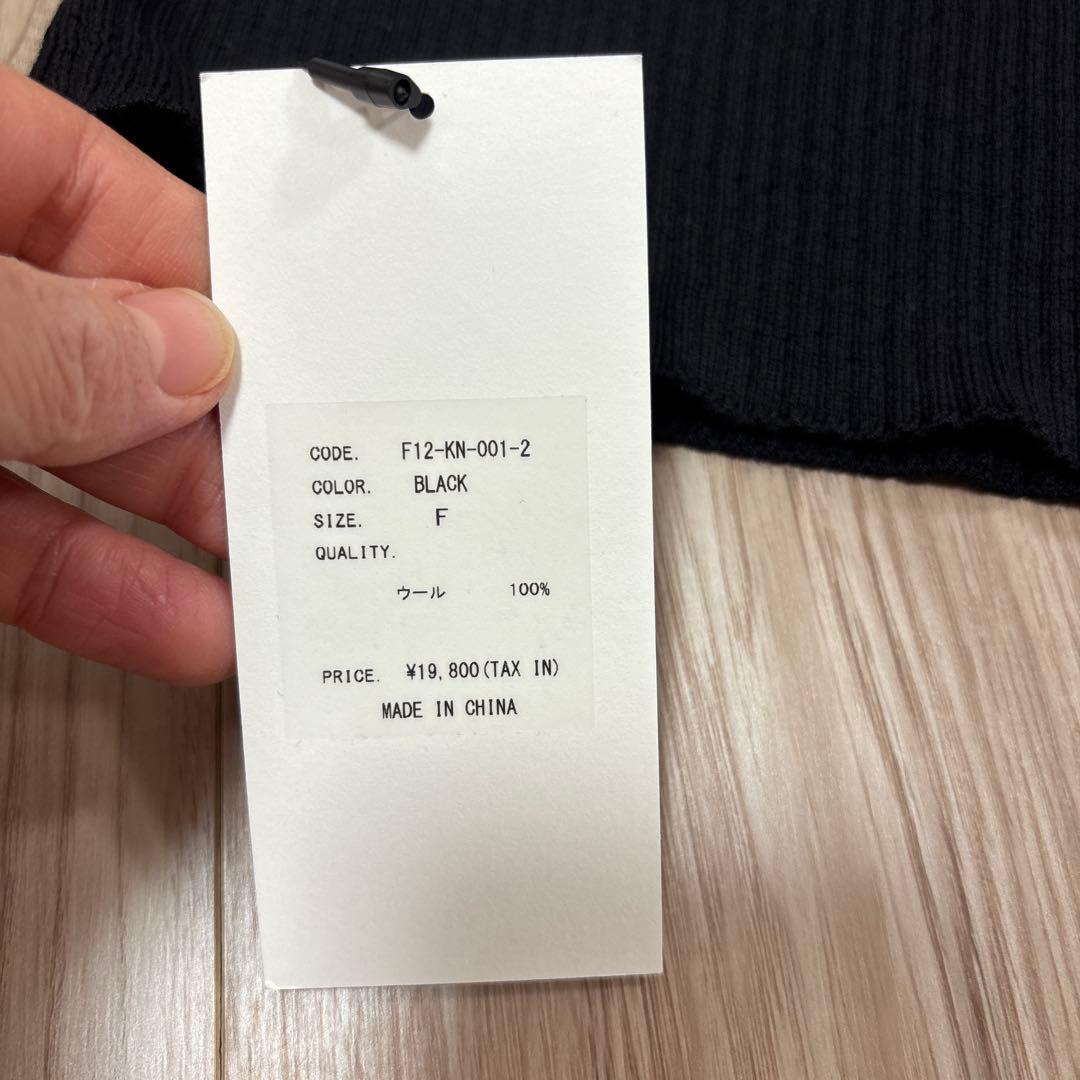 CODE. F12-KN-001-2
COLOR. BLACK
SIZE. F
QUALITY.
ウール 100%
PRICE. ¥19,800(TAX IN)
MADE IN CHINA